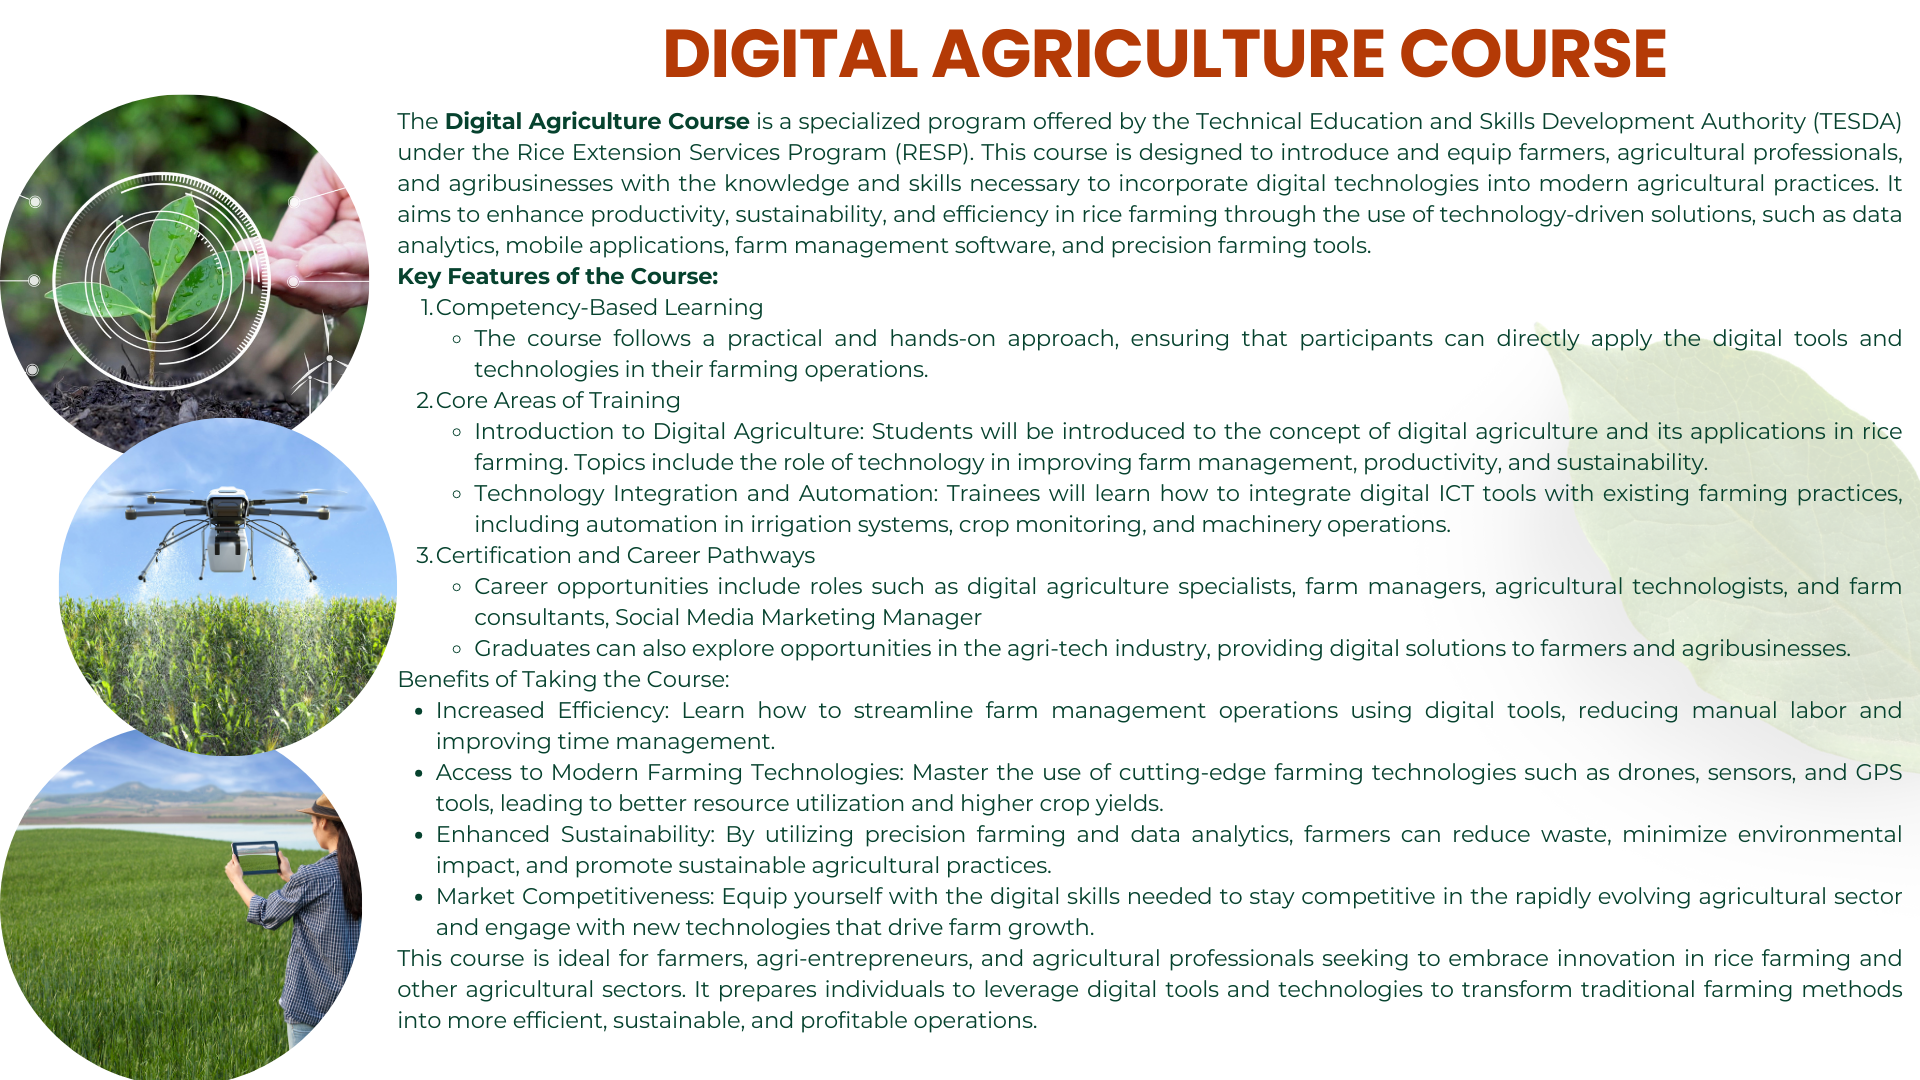 DIGITAL AGRICULTURE COURSE
The Digital Agriculture Course is a specialized program offered by the Technical Education and Skills Development Authority (TESDA)
under the Rice Extension Services Program (RESP). This course is designed to introduce and equip farmers, agricultural professionals,
and agribusinesses with the knowledge and skills necessary to incorporate digital technologies into modern agricultural practices. It
aims to enhance productivity, sustainability, and efficiency in rice farming through the use of technology-driven solutions, such as data
analytics, mobile applications, farm management software, and precision farming tools.
Key Features of the Course:
1. Competency-Based Learning
◦ The course follows a practical and hands-on approach, ensuring that participants can directly apply the digital tools and
technologies in their farming operations.
2. Core Areas of Training
◦ Introduction to Digital Agriculture: Students will be introduced to the concept of digital agriculture and its applications in rice
farming. Topics include the role of technology in improving farm management, productivity, and sustainability.
◦ Technology Integration and Automation: Trainees will learn how to integrate digital ICT tools with existing farming practices,
including automation in irrigation systems, crop monitoring, and machinery operations.
3. Certification and Career Pathways
◦ Career opportunities include roles such as digital agriculture specialists, farm managers, agricultural technologists, and farm
consultants, Social Media Marketing Manager
◦ Graduates can also explore opportunities in the agri-tech industry, providing digital solutions to farmers and agribusinesses.
Benefits of Taking the Course:
• Increased Efficiency: Learn how to streamline farm management operations using digital tools, reducing manual labor and
improving time management.
• Access to Modern Farming Technologies: Master the use of cutting-edge farming technologies such as drones, sensors, and GPS
tools, leading to better resource utilization and higher crop yields.
• Enhanced Sustainability: By utilizing precision farming and data analytics, farmers can reduce waste, minimize environmental
impact, and promote sustainable agricultural practices.
• Market Competitiveness: Equip yourself with the digital skills needed to stay competitive in the rapidly evolving agricultural sector
and engage with new technologies that drive farm growth.
This course is ideal for farmers, agri-entrepreneurs, and agricultural professionals seeking to embrace innovation in rice farming and
other agricultural sectors. It prepares individuals to leverage digital tools and technologies to transform traditional farming methods
into more efficient, sustainable, and profitable operations.